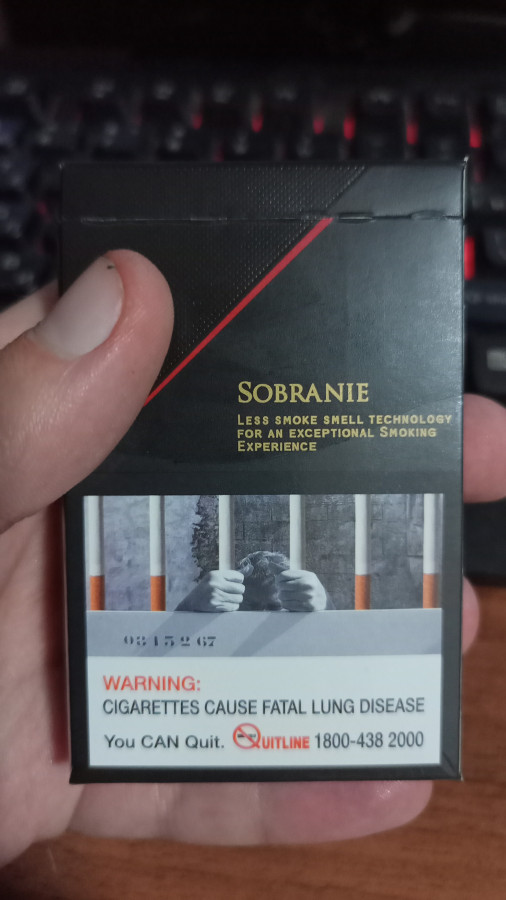 SOBRANIE
LESS SMOKE SMELL TECHNOLOGY
FOR AN EXCEPTIONAL SMOKING
EXPERIENCE
WARNING:
CIGARETTES CAUSE FATAL LUNG DISEASE
You CAN Quit. QUITLINE 1800-438 2000